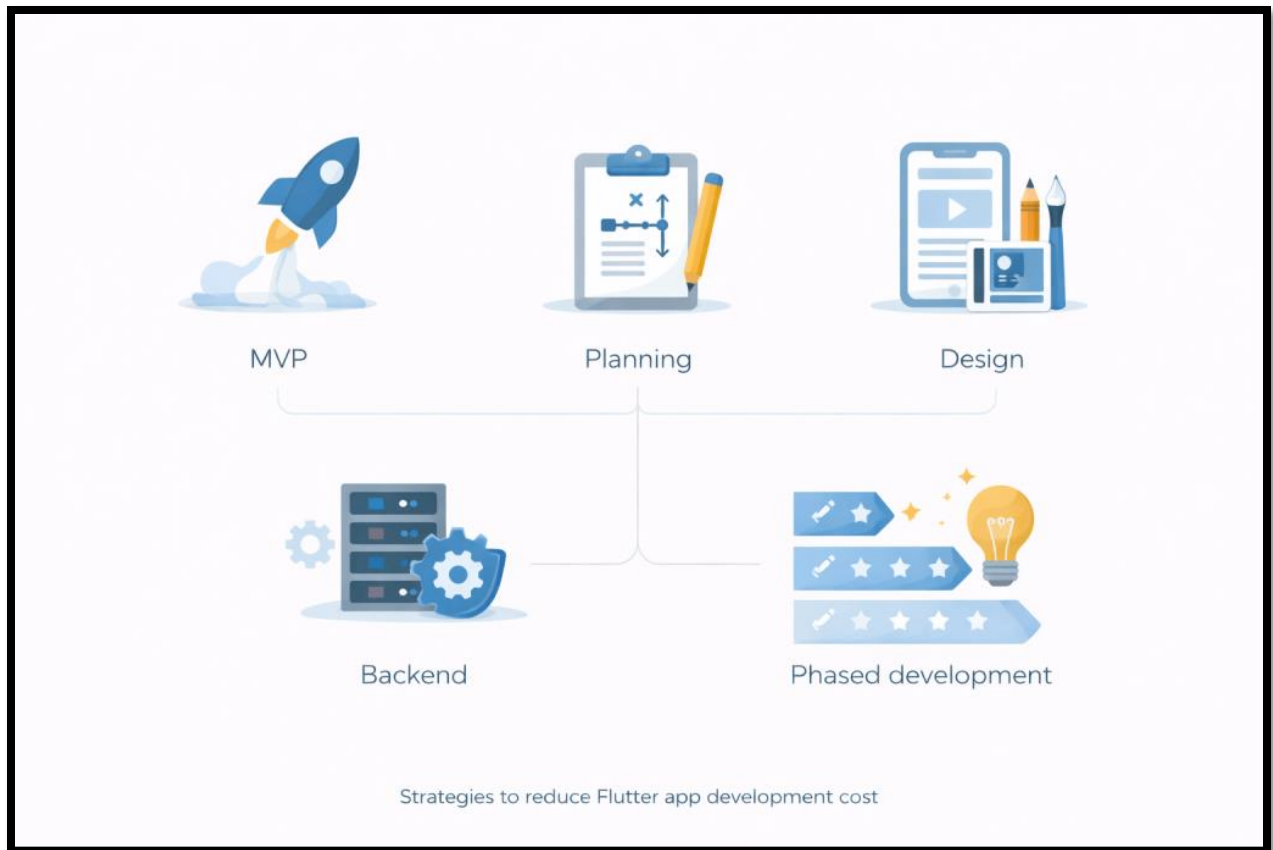 MVP
Planning
Design
Backend
Phased development
Strategies to reduce Flutter app development cost